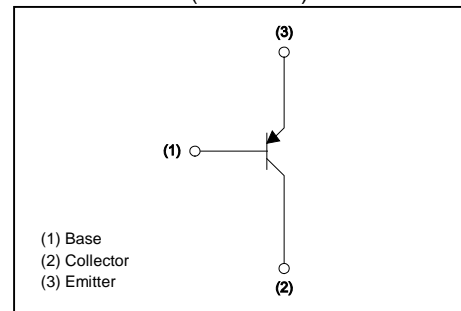 (3)
(1)
(1) Base
(2) Collector
(3) Emitter
(2)